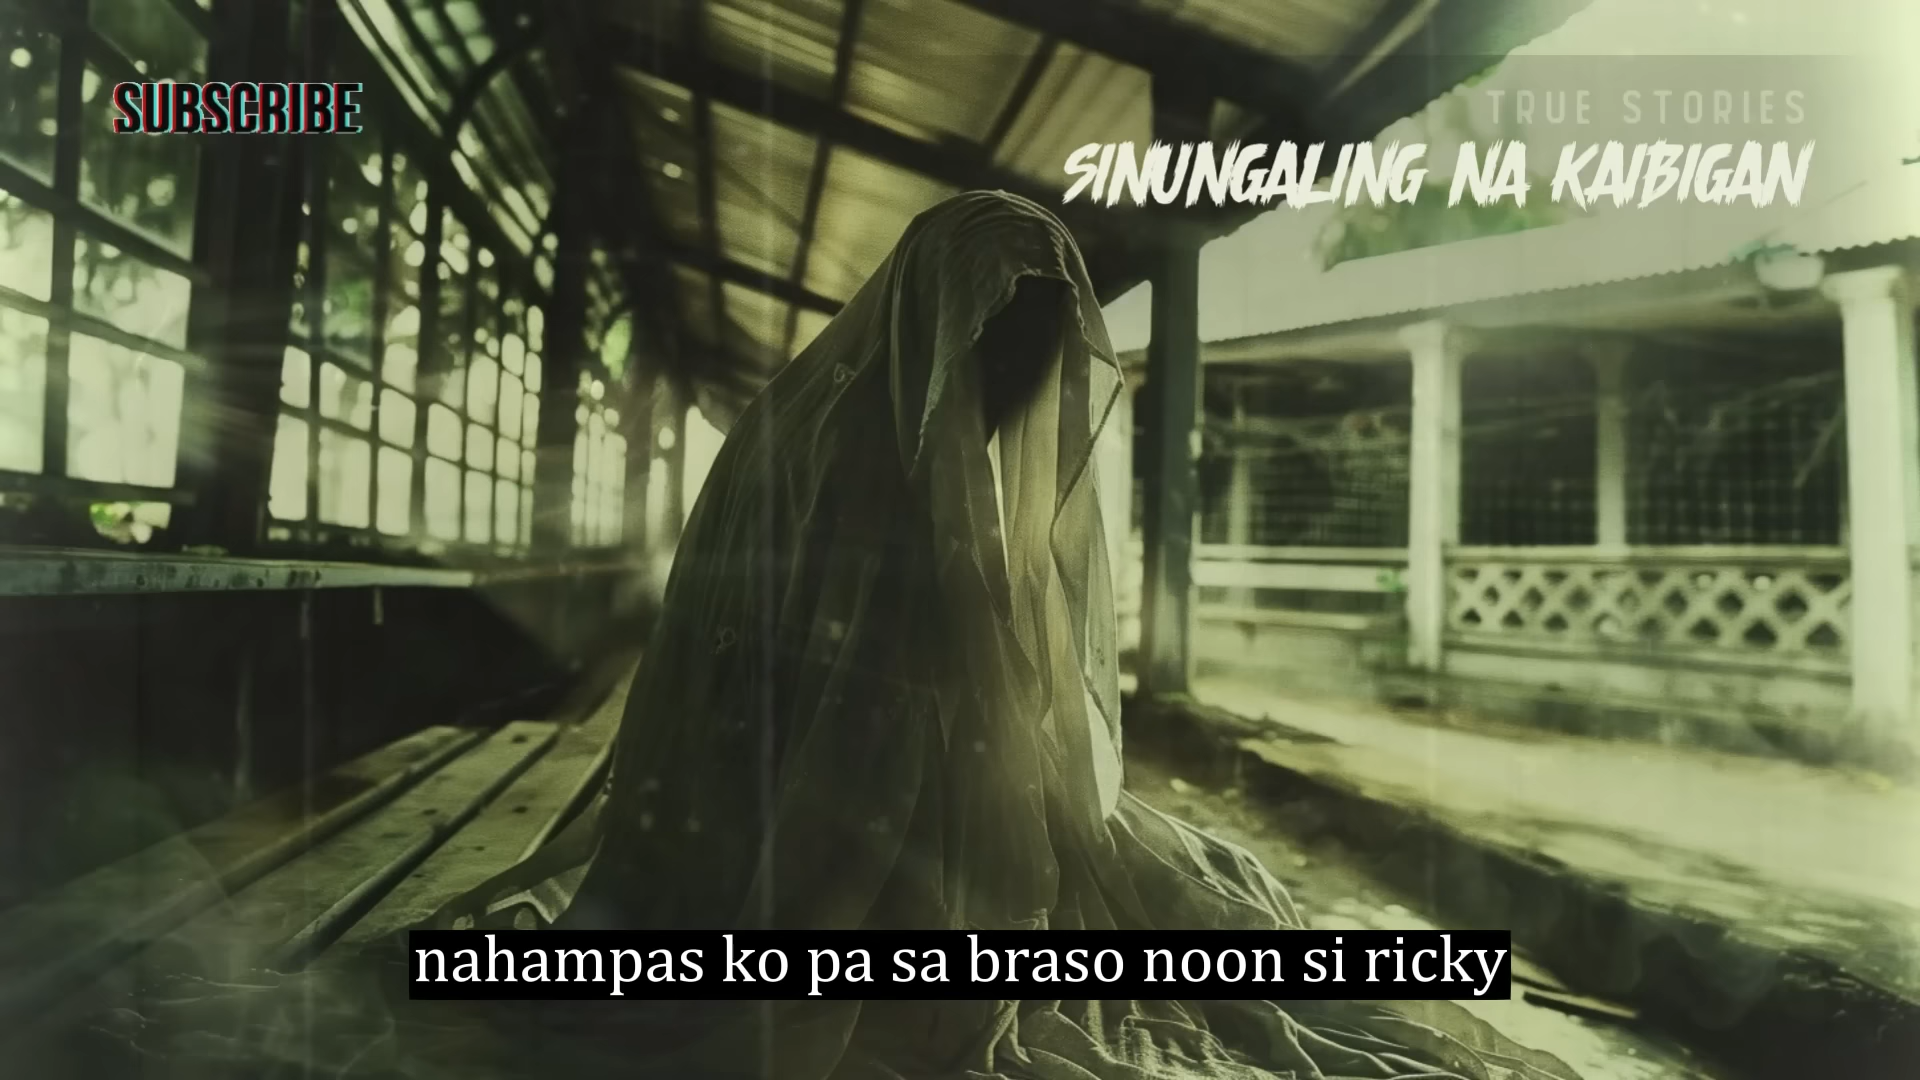 SUBSCRIBE
TRUE STORIES
SINUNGALING NA KAIBIGAN
nahampas ko pa sa braso noon si ricky